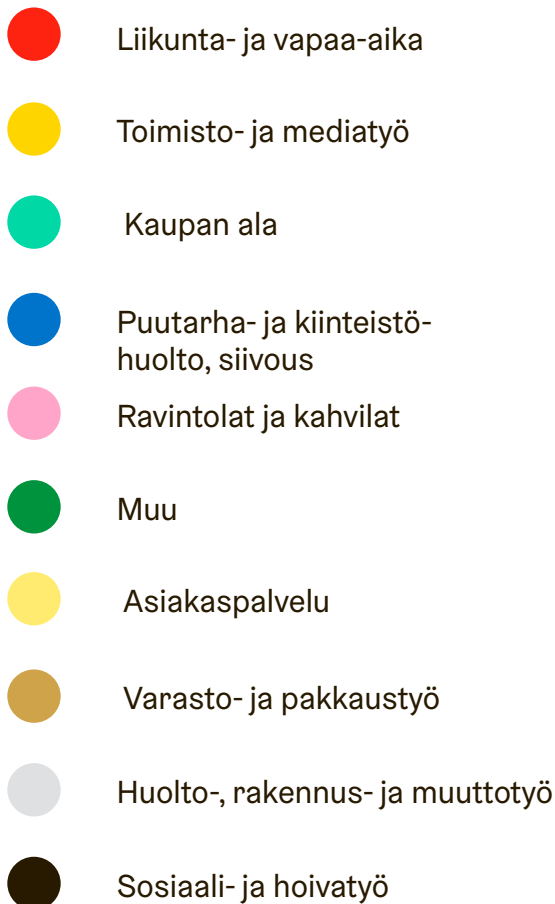 Liikunta- ja vapaa-aika
Toimisto- ja mediatyö
Kaupan ala
Puutarha- ja kiinteistö-
huolto, siivous
Ravintolat ja kahvilat
Muu
Asiakaspalvelu
Varasto- ja pakkaustyö
Huolto-, rakennus- ja muuttotyö
Sosiaali- ja hoivatyö